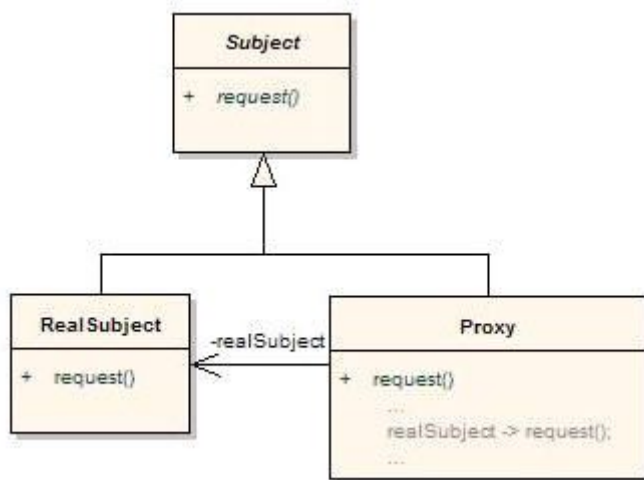 Subject
+ request()
RealSubject
+ request()
-realSubject
Proxy
+ request()
...
realSubject -> request();
...